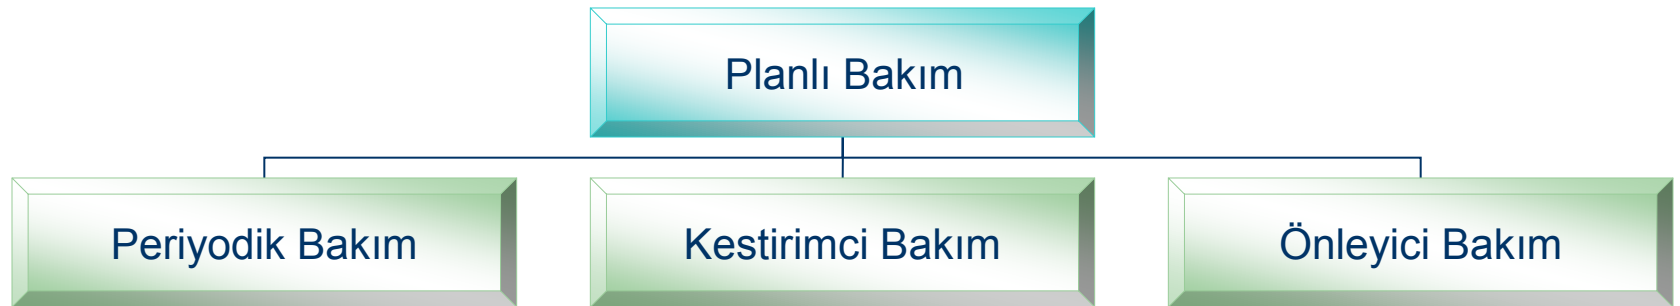 Planlı Bakım
Periyodik Bakım
Kestirimci Bakım
Önleyici Bakım